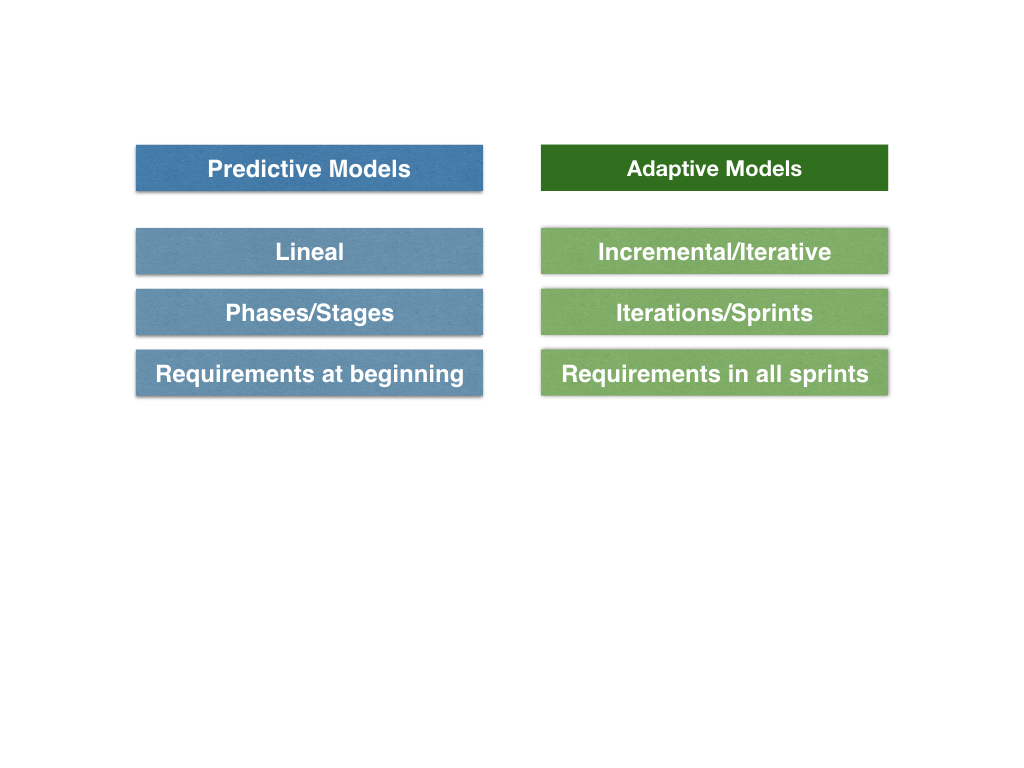 Predictive Models
Adaptive Models
Lineal
Incremental/Iterative
Phases/Stages
Iterations/Sprints
Requirements at beginning
Requirements in all sprints